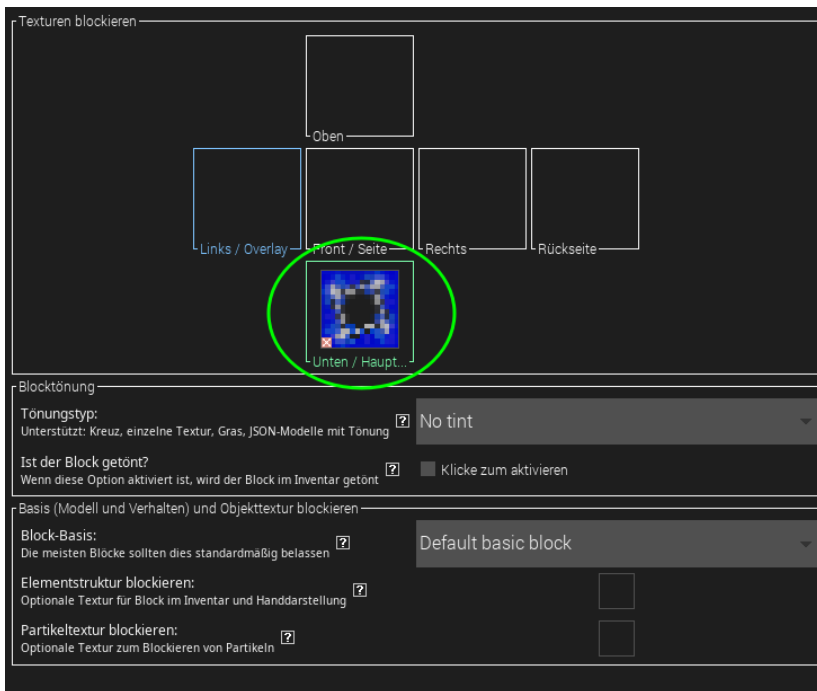 Texturen blockieren
Oben
Links / Overlay
Front / Seite
Rechts
Rückseite
Unten / Haupt...
Blocktönung
Tönungstyp:
Unterstützt: Kreuz, einzelne Textur, Gras, JSON-Modelle mit Tönung
?
No tint
Ist der Block getönt?
Wenn diese Option aktiviert ist, wird der Block im Inventar getönt
?
Klicke zum aktivieren
Basis (Modell und Verhalten) und Objekttextur blockieren
Block-Basis:
Die meisten Blöcke sollten dies standardmäßig belassen
?
Default basic block
Elementstruktur blockieren:
Optionale Textur für Block im Inventar und Handdarstellung
?
Partikeltextur blockieren:
Optionale Textur zum Blockieren von Partikeln
?